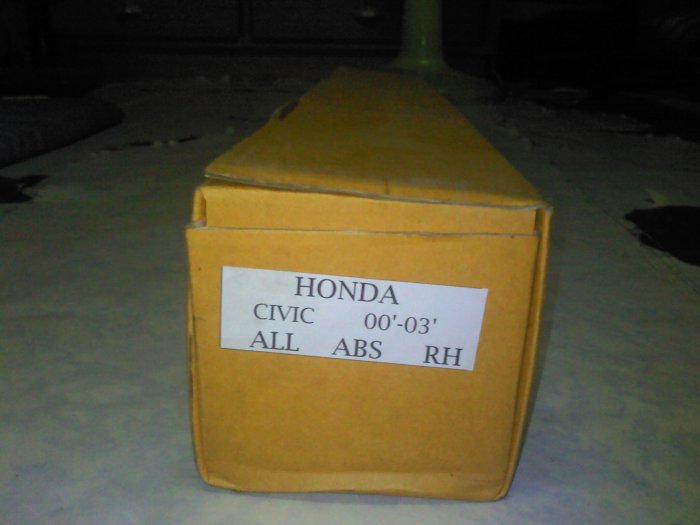 HONDA
CIVIC 00'-03'
ALL ABS RH